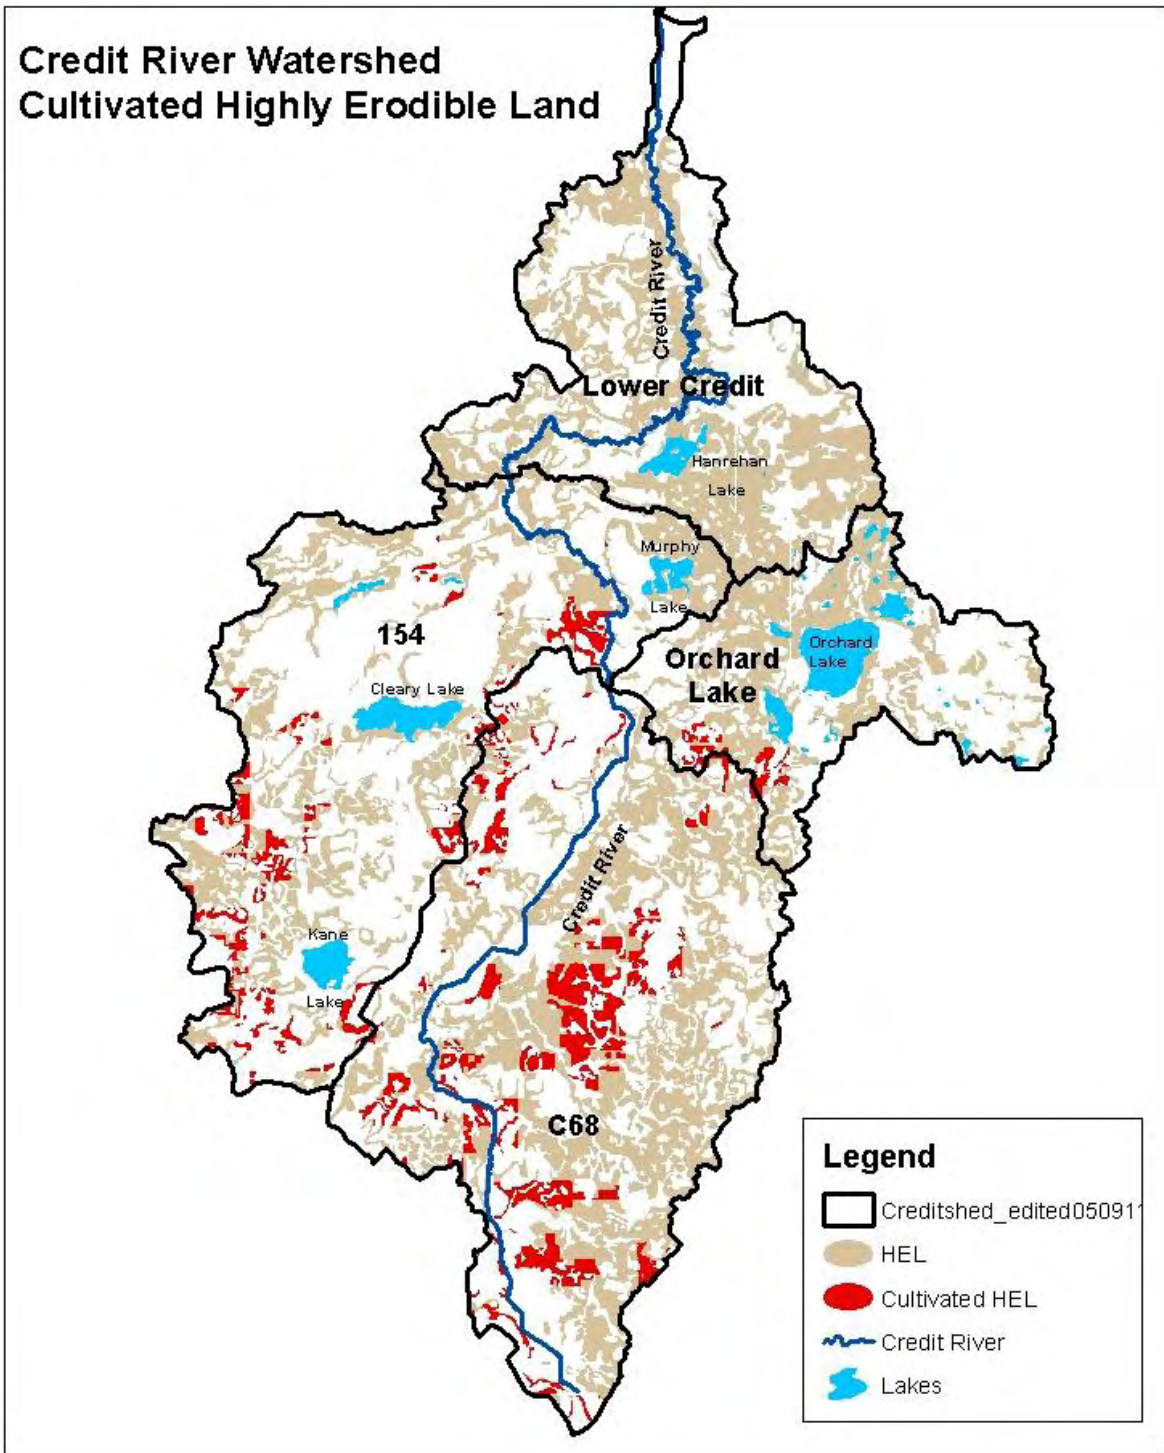 Credit River Watershed
Cultivated Highly Erodible Land
Credit River
Lower Credit
Hanrehan
Lake
Murphy
Lake
154
Orchard
Lake
Orchard
Lake
Cleary Lake
Credit River
Kane
Lake
C68
Legend
Creditshed_edited050911
HEL
Cultivated HEL
Credit River
Lakes